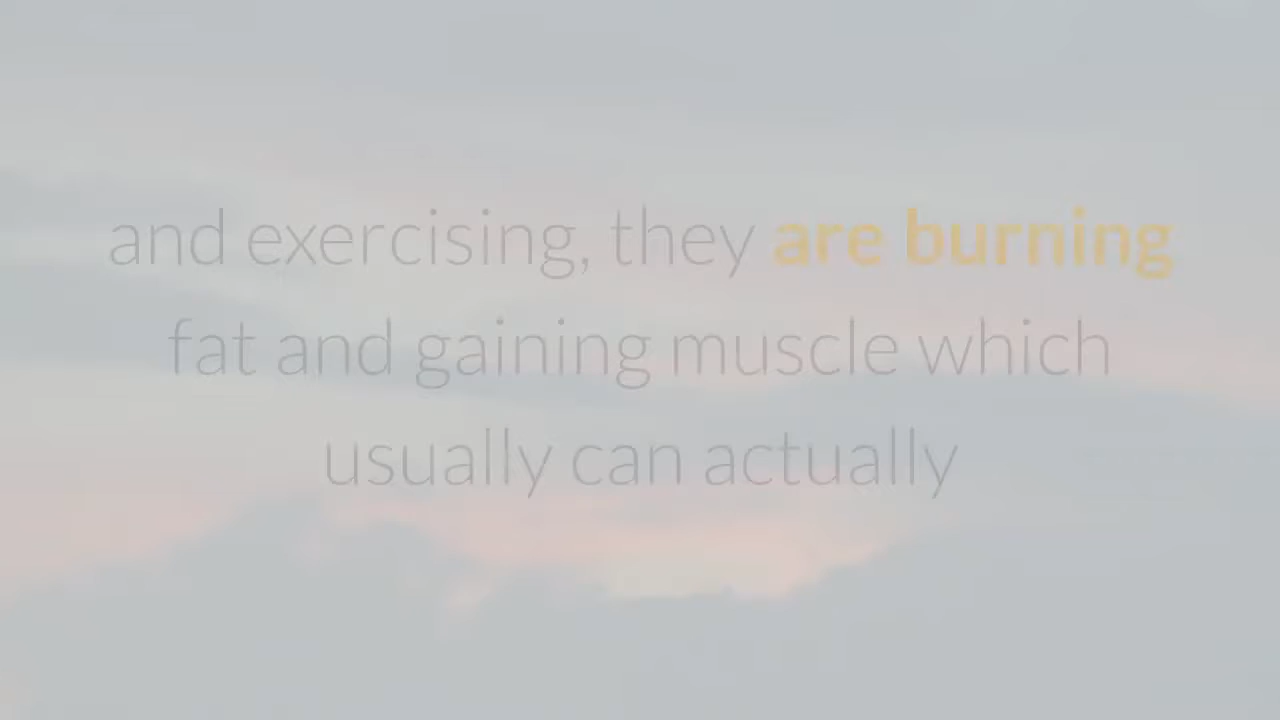 and exercising, they are burning
fat and gaining muscle which
usually can actually